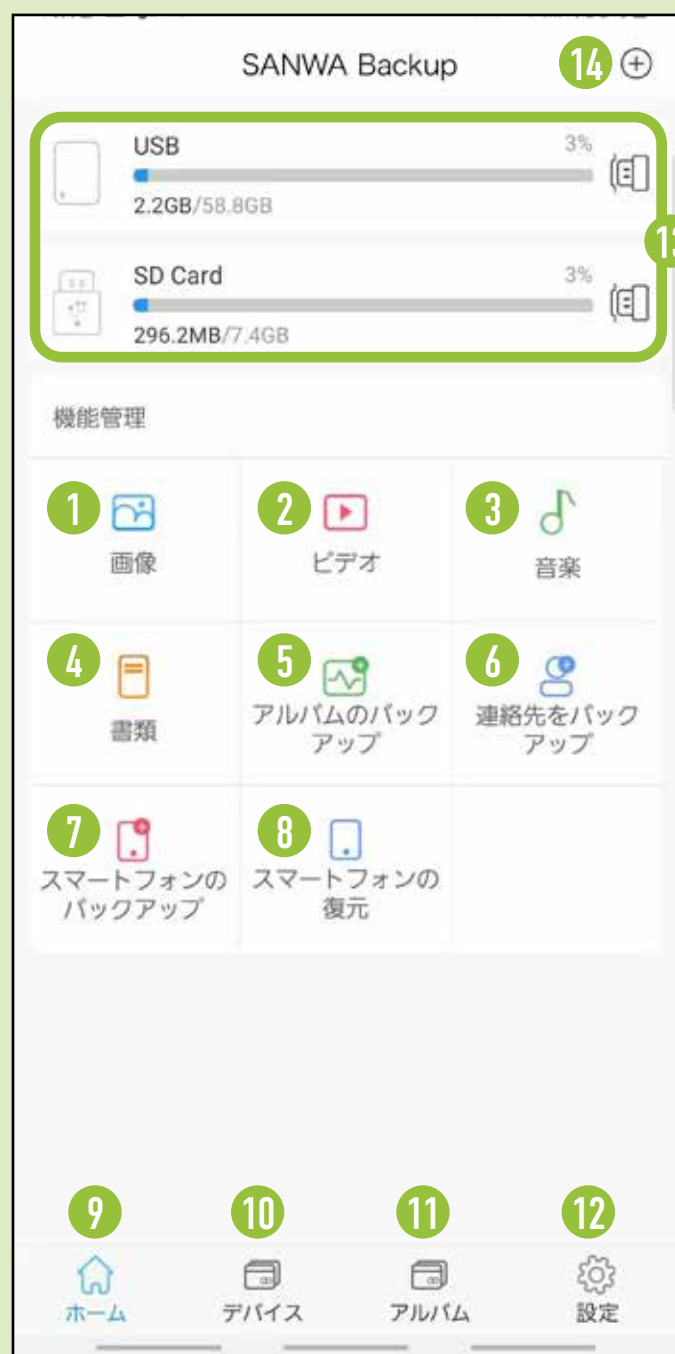 SANWA Backup 14
USB 3%
2.2GB/58.8GB
13
SD Card 3%
296.2MB/7.4GB
機能管理
1 2 3
画像 ビデオ 音楽
4 5 6
書類 アルバムのバック 連絡先をバック
アップ アップ
7 8
スマートフォンの スマートフォンの
バックアップ 復元
9 10 11 12
ホーム デバイス アルバム 設定